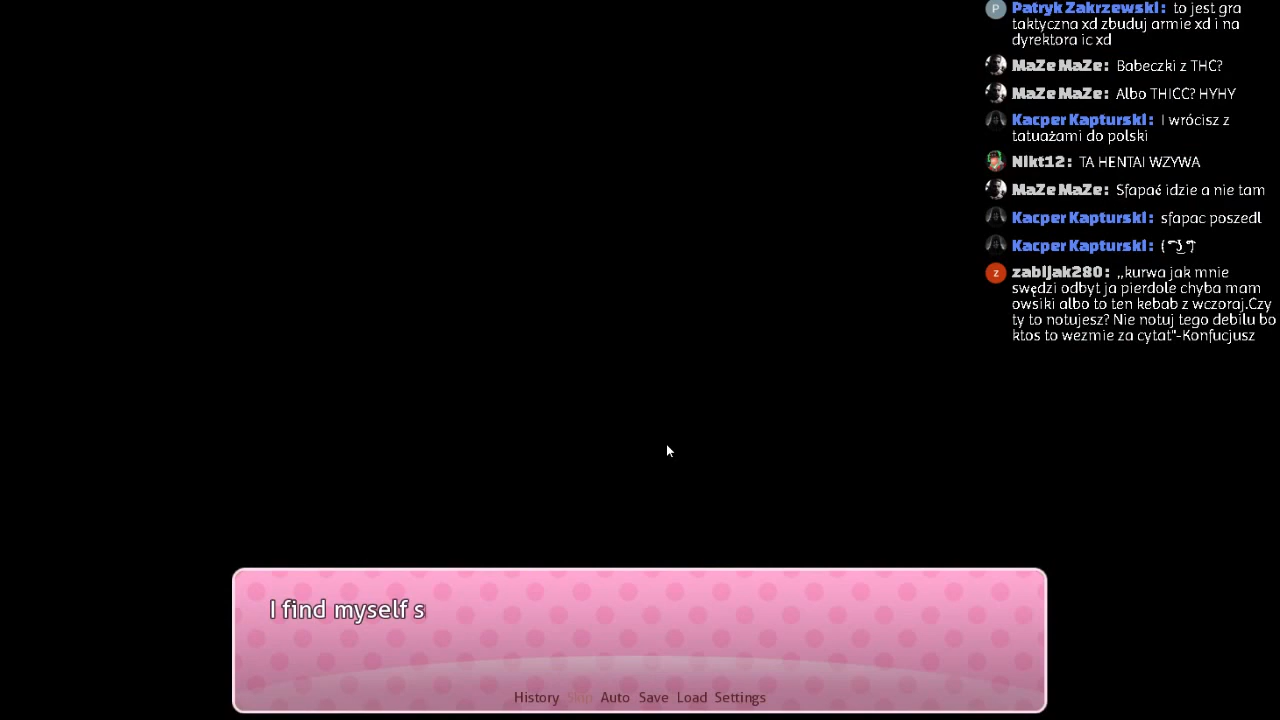 Patryk Zakrzewski: to jest gra
taktyczna xd zbuduj armie xd i na
dyrektora ic xd
MaZe MaZe: Babeczki z THC?
MaZe MaZe: Albo THICC? HYHY
Kacper Kapturski: I wrócisz z
tatuażami do polski
Nikt12: TA HENTAI WZYWA
MaZe MaZe: Sfapać idzie a nie tam
Kacper Kapturski: sfapac poszedl
Kacper Kapturski: ( ͡° ͜ʖ ͡°)
zabijak280: ,,kurwa jak mnie
swędzi odbyt ja pierdole chyba mam
owsiki albo to ten kebab z wczoraj.Czy
ty to notujesz? Nie notuj tego debilu bo
ktos to wezmie za cytat"-Konfucjusz
I find myself s
History Skip Auto Save Load Settings